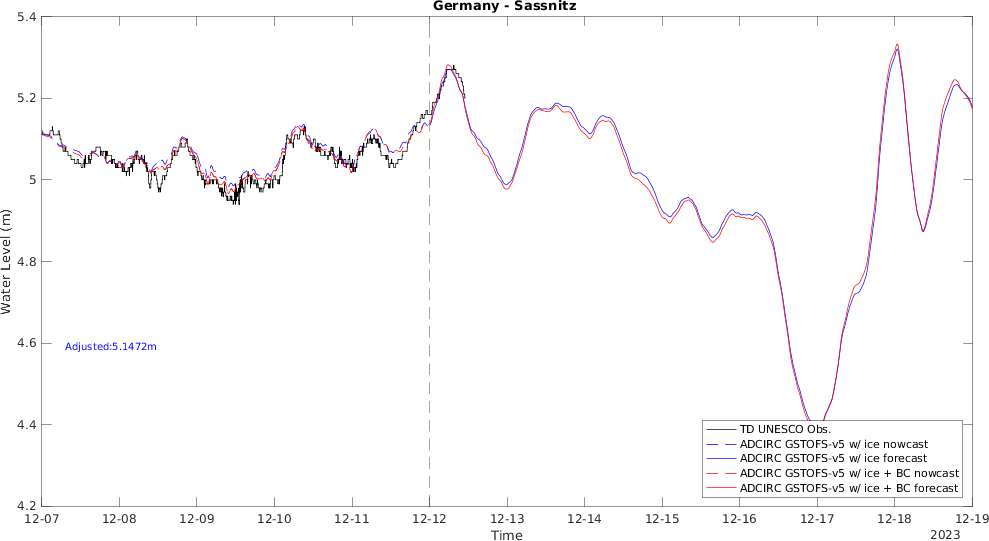 Germany - Sassnitz
5.4
5.2
5
4.8
4.6
4.4
4.2
Water Level (m)
Adjusted:5.1472m
TD UNESCO Obs.
ADCIRC GSTOFS-v5 w/ ice nowcast
ADCIRC GSTOFS-v5 w/ ice forecast
ADCIRC GSTOFS-v5 w/ ice + BC nowcast
ADCIRC GSTOFS-v5 w/ ice + BC forecast
12-07 12-08 12-09 12-10 12-11 12-12 12-13 12-14 12-15 12-16 12-17 12-18 12-19
Time
2023